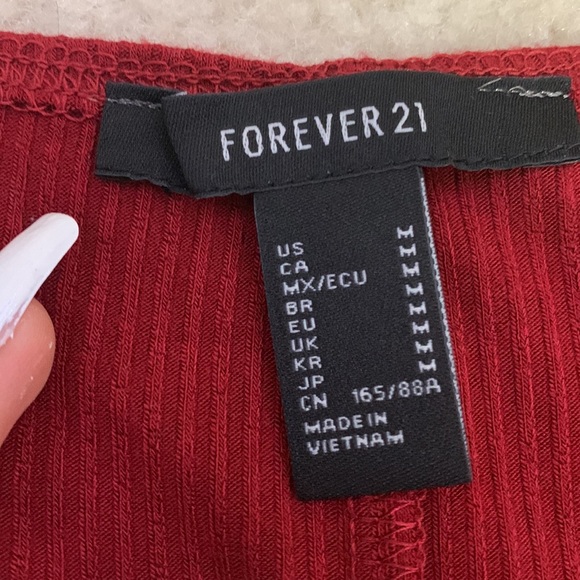 FOREVER 21
US M
CA M
MX/ECU M
BR M
EU M
UK M
KR M
JP M
CN 165/88A
MADE IN
VIETNAM